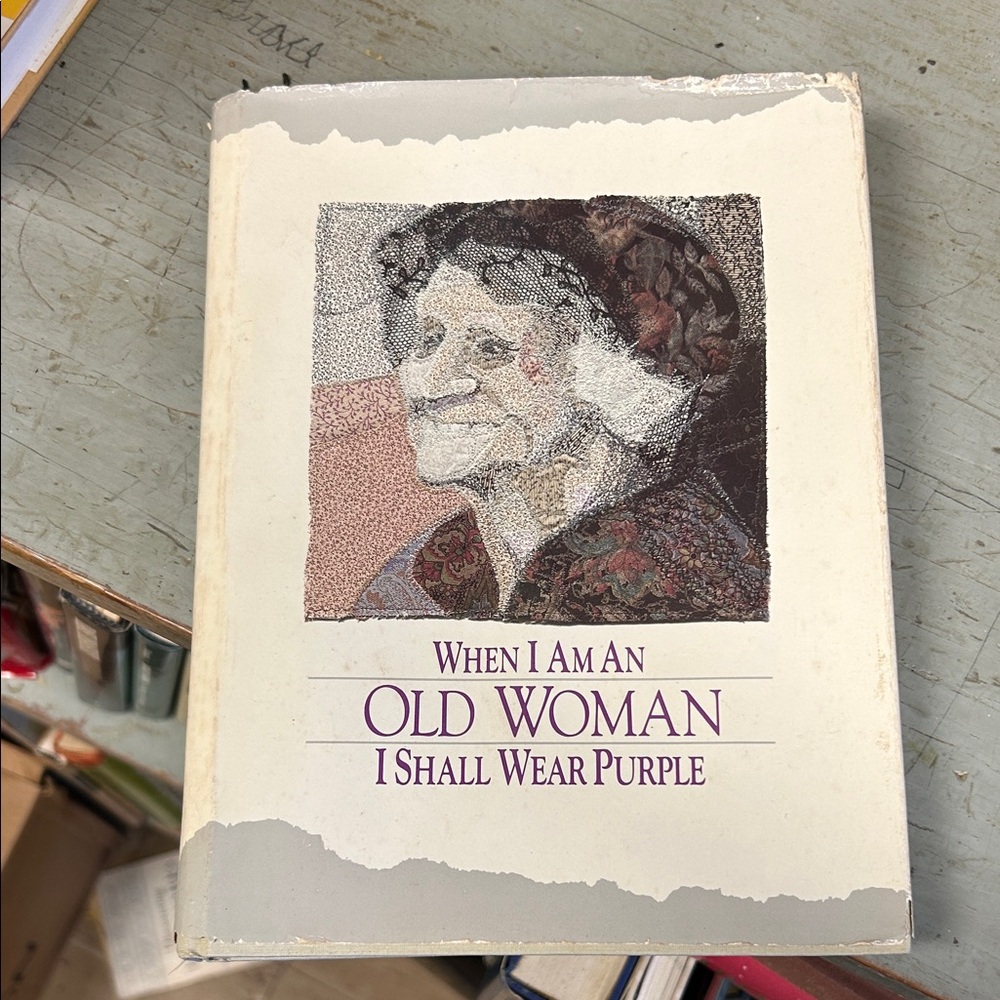 WHEN I AM AN
OLD WOMAN
I SHALL WEAR PURPLE